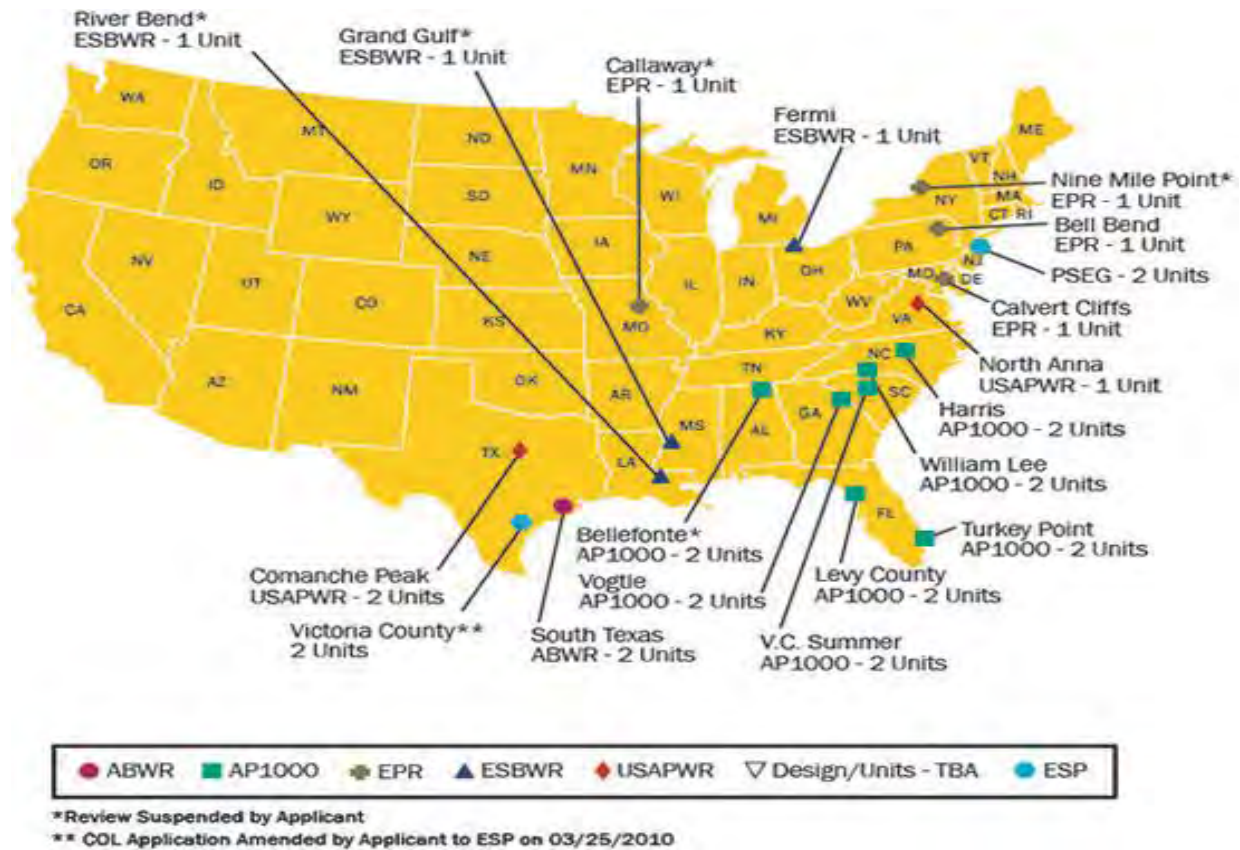 River Bend*
ESBWR - 1 Unit
Grand Gulf*
ESBWR - 1 Unit
Callaway*
EPR - 1 Unit
Fermi
ESBWR - 1 Unit
Nine Mile Point*
EPR - 1 Unit
Bell Bend
EPR - 1 Unit
PSEG - 2 Units
Calvert Cliffs
EPR - 1 Unit
North Anna
USAPWR - 1 Unit
Harris
AP1000 - 2 Units
William Lee
AP1000 - 2 Units
Turkey Point
AP1000 - 2 Units
Levy County
AP1000 - 2 Units
V.C. Summer
AP1000 - 2 Units
Bellefonte*
AP1000 - 2 Units
Vogtle
AP1000 - 2 Units
South Texas
ABWR - 2 Units
Comanche Peak
USAPWR - 2 Units
Victoria County**
2 Units
WA
MT
ND
MN
OR
ID
SD
WI
WY
MI
VT
ME
NH
NY
MA
CT RI
NV
NE
IA
PA
NJ
UT
CO
IL
IN
OH
MD
DE
CA
KS
MO
WV
VA
KY
AZ
NM
OK
AR
TN
NC
SC
TX
LA
MS
AL
GA
FL
ABWR
AP1000
EPR
ESBWR
USAPWR
Design/Units - TBA
ESP
*Review Suspended by Applicant
** COL Application Amended by Applicant to ESP on 03/25/2010